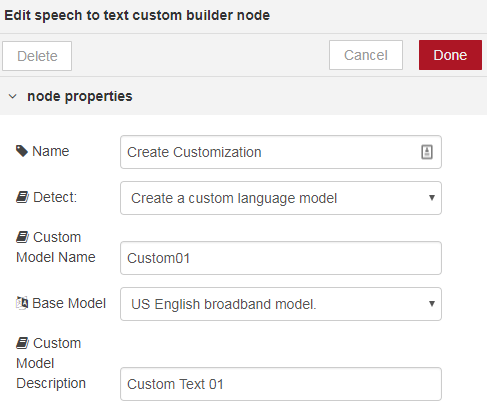 Edit speech to text custom builder node
Delete
Cancel
Done
node properties
Name
Create Customization
Detect:
Create a custom language model
Custom
Model Name
Custom01
Base Model
US English broadband model.
Custom
Model
Description
Custom Text 01